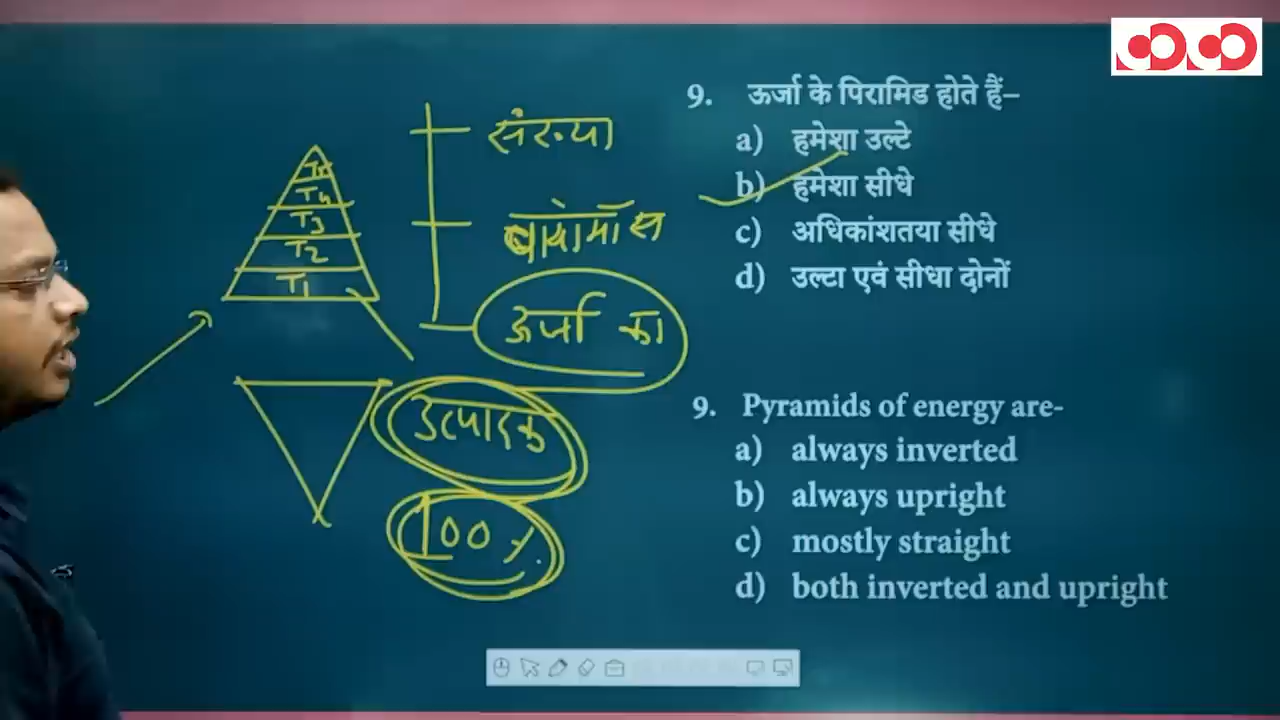 संख्या
बायोमॉस
ऊर्जा का
T4
T3
T2
T1
उत्पादक
100 %.
9. ऊर्जा के पिरामिड होते हैं–
a) हमेशा उल्टे
b) हमेशा सीधे
c) अधिकांशतया सीधे
d) उल्टा एवं सीधा दोनों
9. Pyramids of energy are-
a) always inverted
b) always upright
c) mostly straight
d) both inverted and upright